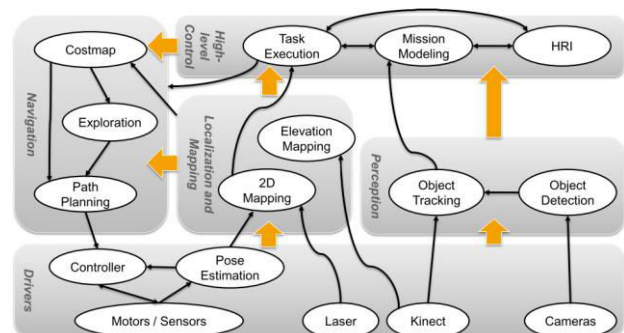 Costmap
High-
level
Control
Task
Execution
Mission
Modeling
HRI
Navigation
Exploration
Localization and
Mapping
Elevation
Mapping
Perception
Path
Planning
2D
Mapping
Object
Tracking
Object
Detection
Drivers
Controller
Pose
Estimation
Motors / Sensors
Laser
Kinect
Cameras